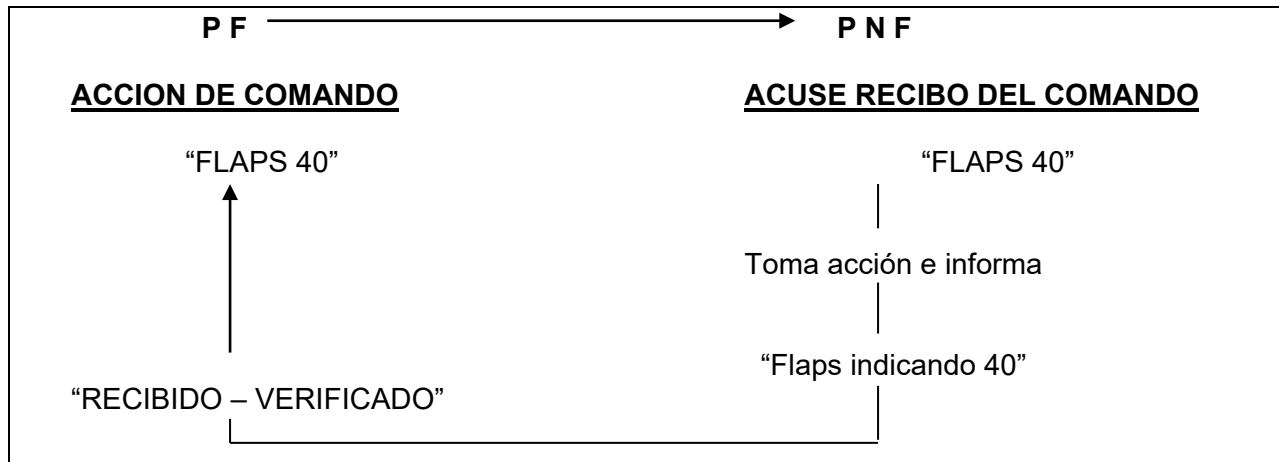 P F P N F
ACCION DE COMANDO ACUSE RECIBO DEL COMANDO
“FLAPS 40” “FLAPS 40”
Toma acción e informa
“Flaps indicando 40”
“RECIBIDO – VERIFICADO”